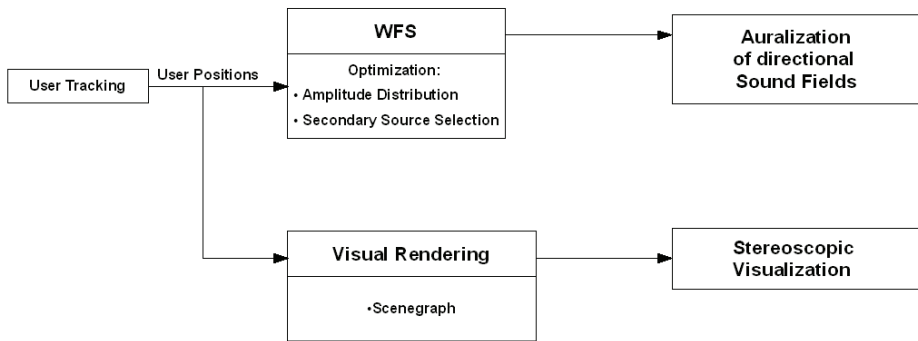 User Tracking
User Positions
WFS
Optimization:
• Amplitude Distribution
• Secondary Source Selection
Auralization
of directional
Sound Fields
Visual Rendering
•Scenegraph
Stereoscopic
Visualization